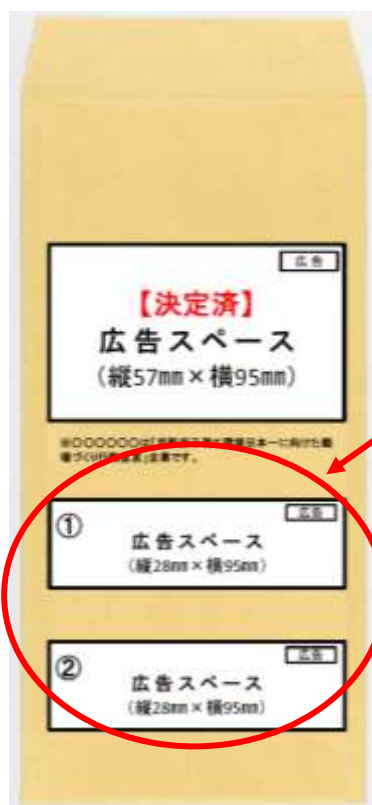 広告
【決定済】
広告スペース
(縦57㎜×横95㎜)
広告
①
広告スペース
(縦28㎜×横95㎜)
広告
②
広告スペース
(縦28㎜×横95㎜)